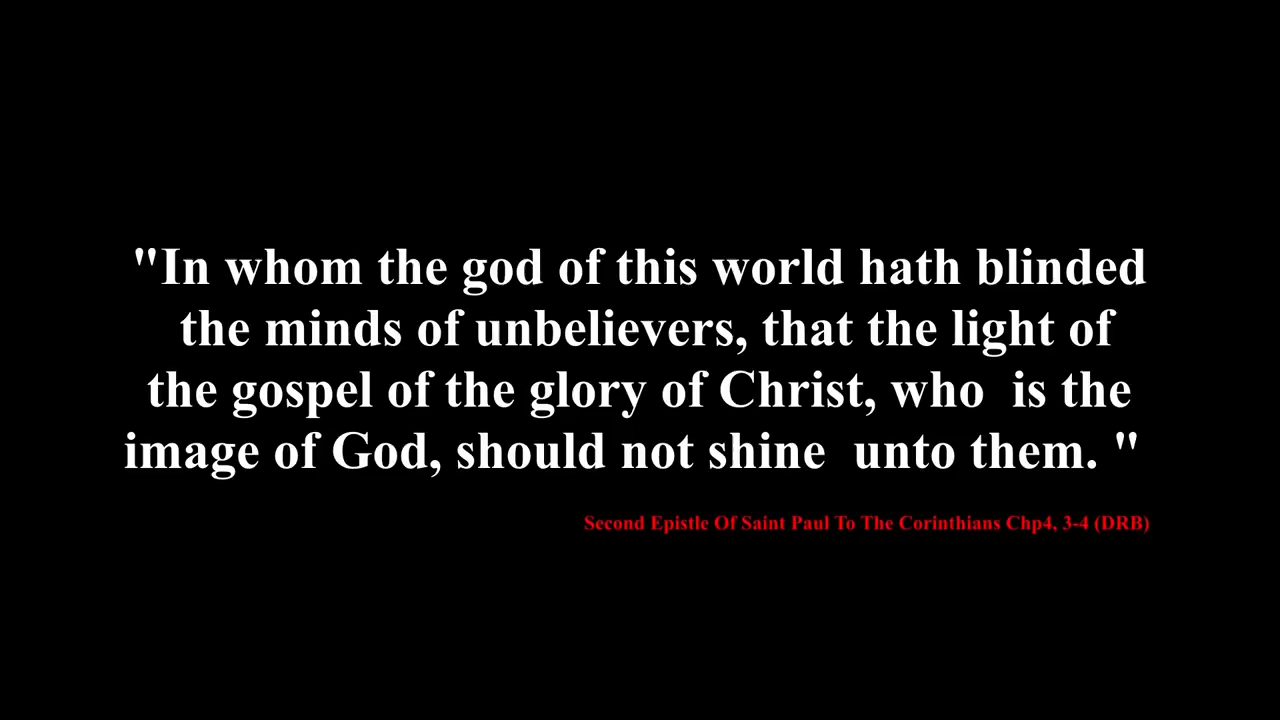 "In whom the god of this world hath blinded
the minds of unbelievers, that the light of
the gospel of the glory of Christ, who  is the
image of God, should not shine  unto them. "
Second Epistle Of Saint Paul To The Corinthians Chp4, 3-4 (DRB)